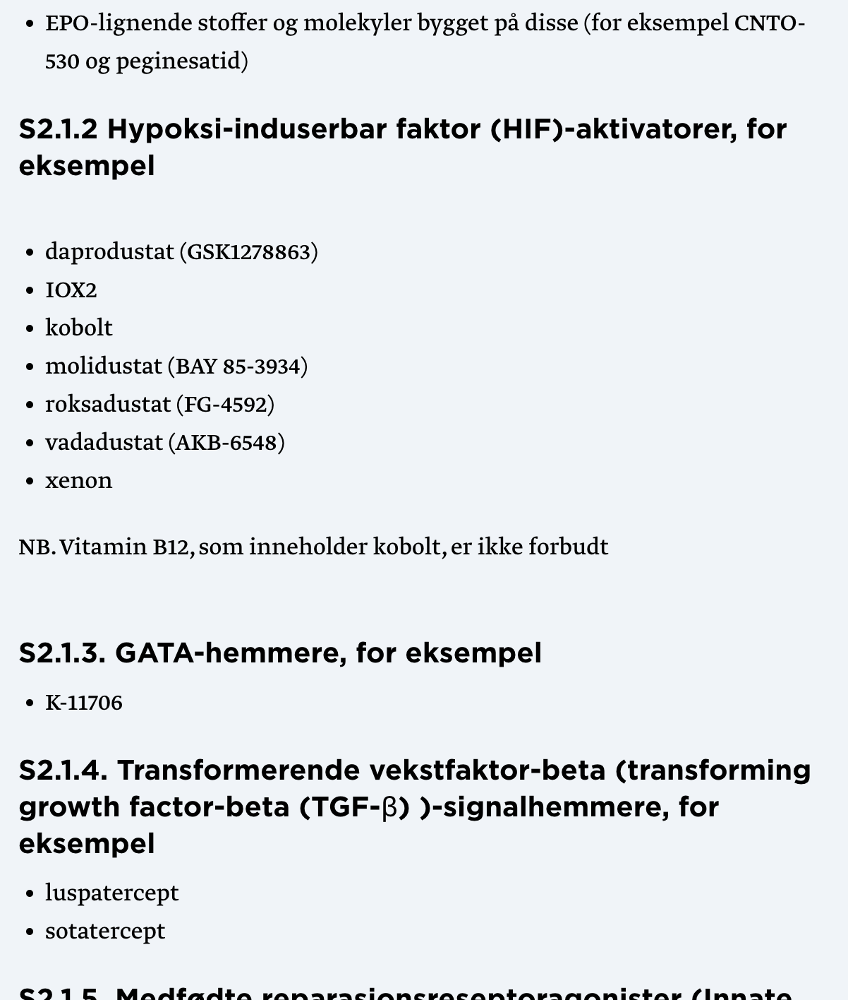 • EPO-lignende stoffer og molekyler bygget på disse (for eksempel CNTO-
530 og peginesatid)
S2.1.2 Hypoksi-induserbar faktor (HIF)-aktivatorer, for
eksempel
• daprodustat (GSK1278863)
• IOX2
• kobolt
• molidustat (BAY 85-3934)
• roksadustat (FG-4592)
• vadadustat (AKB-6548)
• xenon
NB. Vitamin B12, som inneholder kobolt, er ikke forbudt
S2.1.3. GATA-hemmere, for eksempel
• K-11706
S2.1.4. Transformerende vekstfaktor-beta (transforming
growth factor-beta (TGF-β) )-signalhemmere, for
eksempel
• luspatercept
• sotatercept
S2.1.5. Medfødte reparasjonsreseptoragonister (Innate